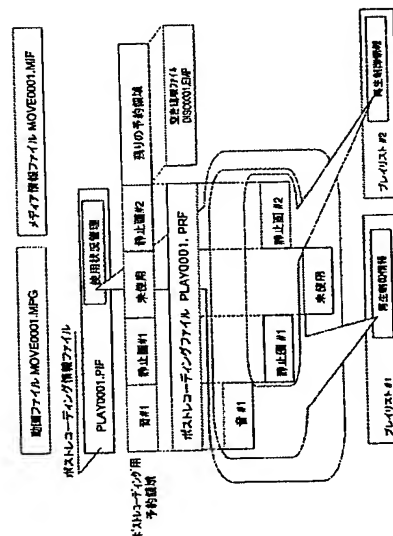 動画ファイル MOVE0001.MPG
メディア情報ファイル MOVE0001.MIF
ポストレコーディング情報ファイル
PLAY0001.PIF
使用状況管理
ポストレコーディング用
予約領域
音#1
静止画#1
未使用
静止画#2
残りの予約領域
ポストレコーディングファイル PLAY0001.PRF
空き領域ファイル
DISC0001.EMP
音 #1
静止画 #1
未使用
静止画 #2
再生制御情報
プレイリスト #1
再生制御情報
プレイリスト #2